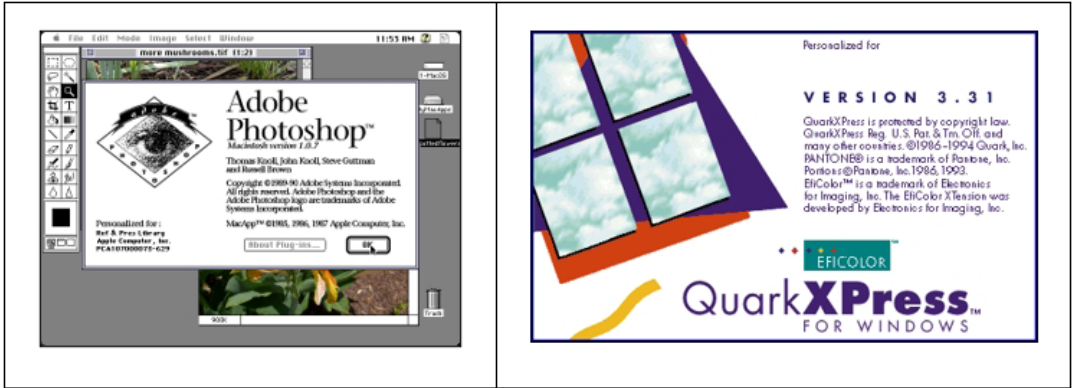 File Edit Mode Image Select Window
11:53 AM
more mushrooms.tif (1:2)
Adobe
Photoshop™
Macintosh version 1.0.7
Thomas Knoll, John Knoll, Steve Guttman
and Russell Brown
Copyright ©1989-90 Adobe Systems Incorporated.
All rights reserved. Adobe Photoshop and the
Adobe Photoshop logo are trademarks of Adobe
Systems Incorporated.
MacApp™ ©1985, 1986, 1987 Apple Computer, Inc.
Personalized for :
Ref & Pres Library
Apple Computer, Inc.
About Plug-ins...
OK
900K
Trash
Personalized for
VERSION 3.31
QuarkXPress is protected by copyright law.
QuarkXPress Reg. U.S. Pat. & Tm. Off. and
many other countries. ©1986–1994 Quark, Inc.
PANTONE® is a trademark of Pantone, Inc.
Portions©Pantone, Inc.1986,1993.
EfiColor™ is a trademark of Electronics
for Imaging, Inc. The EfiColor XTension was
developed by Electronics for Imaging, Inc.
EFICOLOR™
QuarkXPress™
FOR WINDOWS